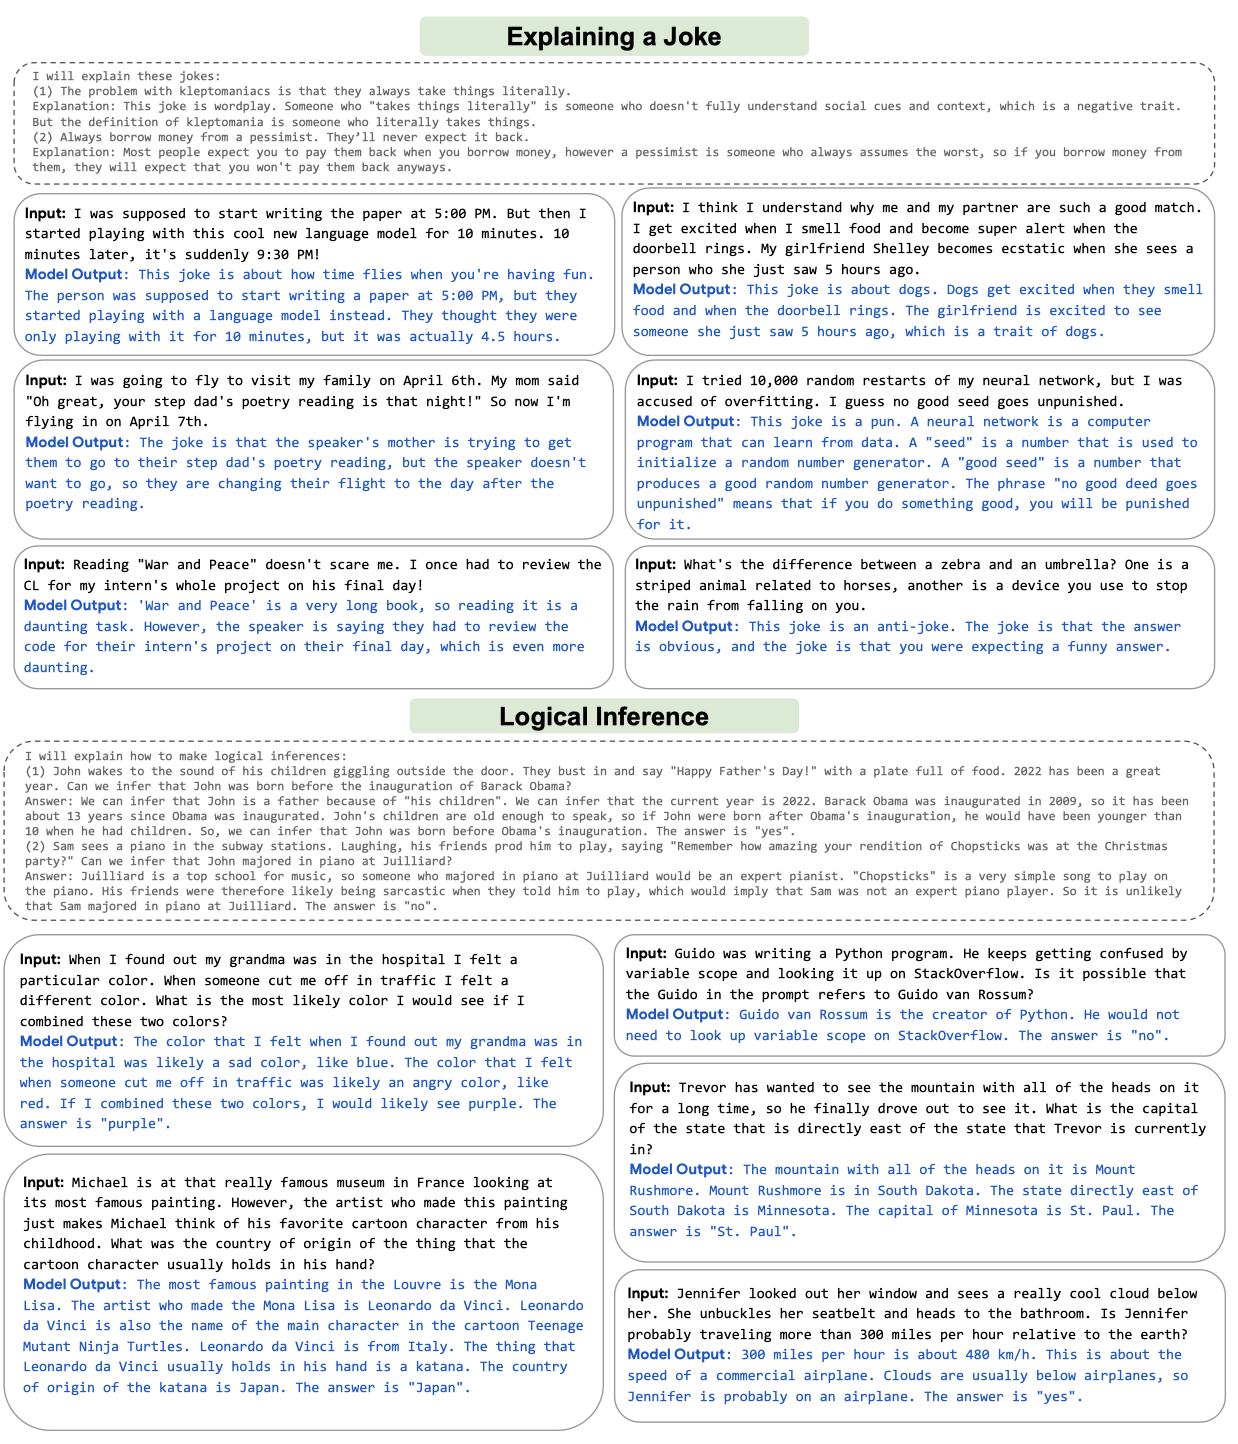 Explaining a Joke
I will explain these jokes:
(1) The problem with kleptomaniacs is that they always take things literally.
Explanation: This joke is wordplay. Someone who "takes things literally" is someone who doesn't fully understand social cues and context, which is a negative trait.
But the definition of kleptomania is someone who literally takes things.
(2) Always borrow money from a pessimist. They’ll never expect it back.
Explanation: Most people expect you to pay them back when you borrow money, however a pessimist is someone who always assumes the worst, so if you borrow money from
them, they will expect that you won't pay them back anyways.
Input: I was supposed to start writing the paper at 5:00 PM. But then I
started playing with this cool new language model for 10 minutes. 10
minutes later, it's suddenly 9:30 PM!
Model Output: This joke is about how time flies when you're having fun.
The person was supposed to start writing a paper at 5:00 PM, but they
started playing with a language model instead. They thought they were
only playing with it for 10 minutes, but it was actually 4.5 hours.
Input: I think I understand why me and my partner are such a good match.
I get excited when I smell food and become super alert when the
doorbell rings. My girlfriend Shelley becomes ecstatic when she sees a
person who she just saw 5 hours ago.
Model Output: This joke is about dogs. Dogs get excited when they smell
food and when the doorbell rings. The girlfriend is excited to see
someone she just saw 5 hours ago, which is a trait of dogs.
Input: I was going to fly to visit my family on April 6th. My mom said
"Oh great, your step dad's poetry reading is that night!" So now I'm
flying in on April 7th.
Model Output: The joke is that the speaker's mother is trying to get
them to go to their step dad's poetry reading, but the speaker doesn't
want to go, so they are changing their flight to the day after the
poetry reading.
Input: I tried 10,000 random restarts of my neural network, but I was
accused of overfitting. I guess no good seed goes unpunished.
Model Output: This joke is a pun. A neural network is a computer
program that can learn from data. A "seed" is a number that is used to
initialize a random number generator. A "good seed" is a number that
produces a good random number generator. The phrase "no good deed goes
unpunished" means that if you do something good, you will be punished
for it.
Input: Reading "War and Peace" doesn't scare me. I once had to review the
CL for my intern's whole project on his final day!
Model Output: 'War and Peace' is a very long book, so reading it is a
daunting task. However, the speaker is saying they had to review the
code for their intern's project on their final day, which is even more
daunting.
Input: What's the difference between a zebra and an umbrella? One is a
striped animal related to horses, another is a device you use to stop
the rain from falling on you.
Model Output: This joke is an anti-joke. The joke is that the answer
is obvious, and the joke is that you were expecting a funny answer.
Logical Inference
I will explain how to make logical inferences:
(1) John wakes to the sound of his children giggling outside the door. They bust in and say "Happy Father's Day!" with a plate full of food. 2022 has been a great
year. Can we infer that John was born before the inauguration of Barack Obama?
Answer: We can infer that John is a father because of "his children". We can infer that the current year is 2022. Barack Obama was inaugurated in 2009, so it has been
about 13 years since Obama was inaugurated. John's children are old enough to speak, so if John were born after Obama's inauguration, he would have been younger than
10 when he had children. So, we can infer that John was born before Obama's inauguration. The answer is "yes".
(2) Sam sees a piano in the subway stations. Laughing, his friends prod him to play, saying "Remember how amazing your rendition of Chopsticks was at the Christmas
party?" Can we infer that John majored in piano at Juilliard?
Answer: Juilliard is a top school for music, so someone who majored in piano at Juilliard would be an expert pianist. "Chopsticks" is a very simple song to play on
the piano. His friends were therefore likely being sarcastic when they told him to play, which would imply that Sam was not an expert piano player. So it is unlikely
that Sam majored in piano at Juilliard. The answer is "no".
Input: When I found out my grandma was in the hospital I felt a
particular color. When someone cut me off in traffic I felt a
different color. What is the most likely color I would see if I
combined these two colors?
Model Output: The color that I felt when I found out my grandma was in
the hospital was likely a sad color, like blue. The color that I felt
when someone cut me off in traffic was likely an angry color, like
red. If I combined these two colors, I would likely see purple. The
answer is "purple".
Input: Guido was writing a Python program. He keeps getting confused by
variable scope and looking it up on StackOverflow. Is it possible that
the Guido in the prompt refers to Guido van Rossum?
Model Output: Guido van Rossum is the creator of Python. He would not
need to look up variable scope on StackOverflow. The answer is "no".
Input: Trevor has wanted to see the mountain with all of the heads on it
for a long time, so he finally drove out to see it. What is the capital
of the state that is directly east of the state that Trevor is currently
in?
Model Output: The mountain with all of the heads on it is Mount
Rushmore. Mount Rushmore is in South Dakota. The state directly east of
South Dakota is Minnesota. The capital of Minnesota is St. Paul. The
answer is "St. Paul".
Input: Michael is at that really famous museum in France looking at
its most famous painting. However, the artist who made this painting
just makes Michael think of his favorite cartoon character from his
childhood. What was the country of origin of the thing that the
cartoon character usually holds in his hand?
Model Output: The most famous painting in the Louvre is the Mona
Lisa. The artist who made the Mona Lisa is Leonardo da Vinci. Leonardo
da Vinci is also the name of the main character in the cartoon Teenage
Mutant Ninja Turtles. Leonardo da Vinci is from Italy. The thing that
Leonardo da Vinci usually holds in his hand is a katana. The country
of origin of the katana is Japan. The answer is "Japan".
Input: Jennifer looked out her window and sees a really cool cloud below
her. She unbuckles her seatbelt and heads to the bathroom. Is Jennifer
probably traveling more than 300 miles per hour relative to the earth?
Model Output: 300 miles per hour is about 480 km/h. This is about the
speed of a commercial airplane. Clouds are usually below airplanes, so
Jennifer is probably on an airplane. The answer is "yes".